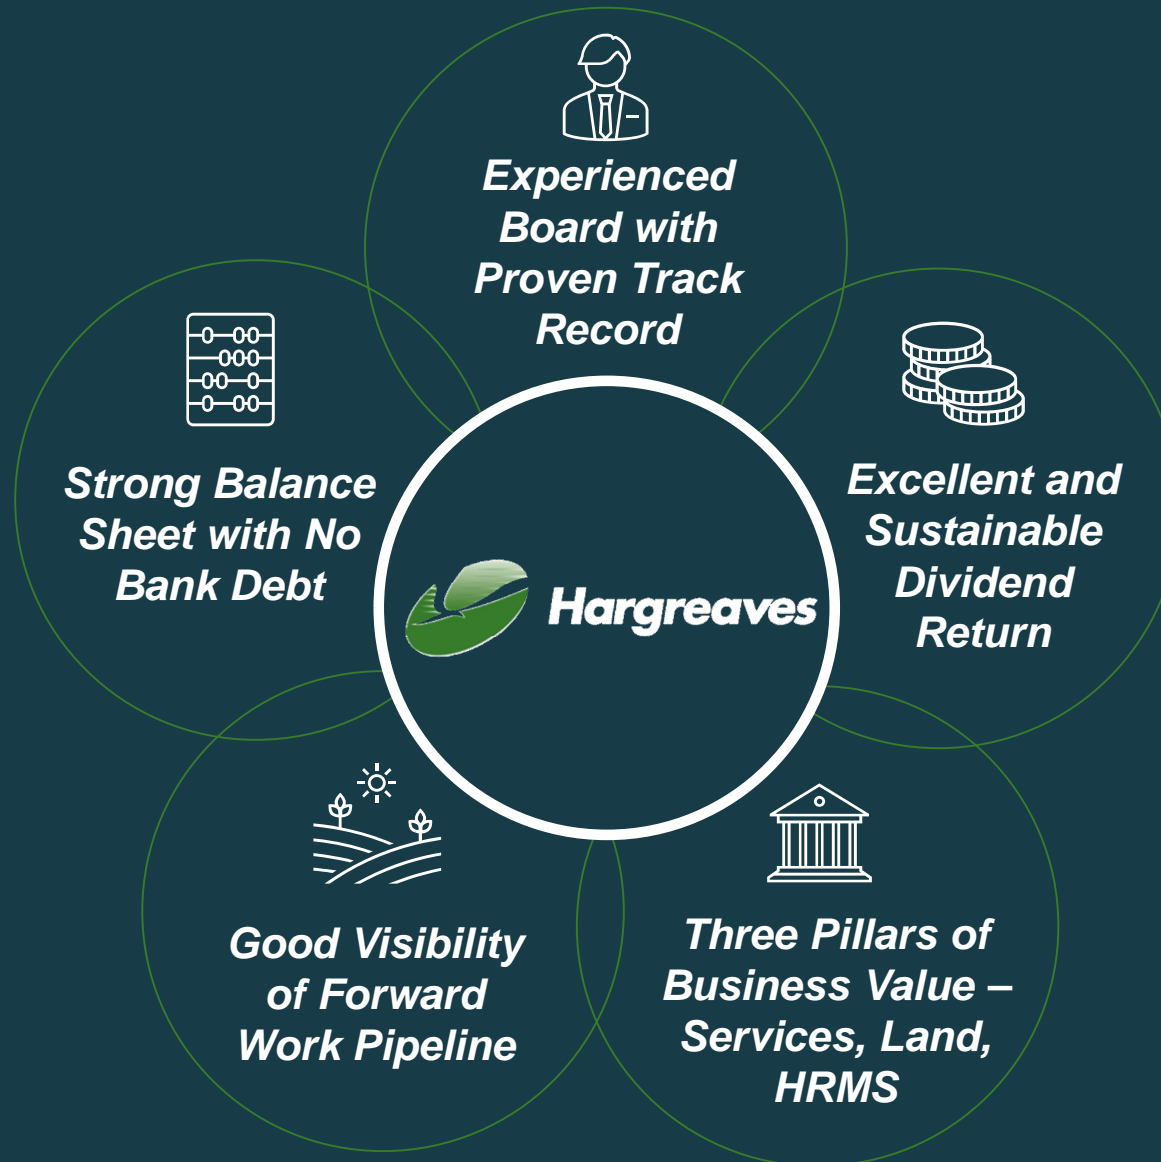 Experienced
Board with
Proven Track
Record
Strong Balance
Sheet with No
Bank Debt
Excellent and
Sustainable
Dividend
Return
Hargreaves
Good Visibility
of Forward
Work Pipeline
Three Pillars of
Business Value –
Services, Land,
HRMS